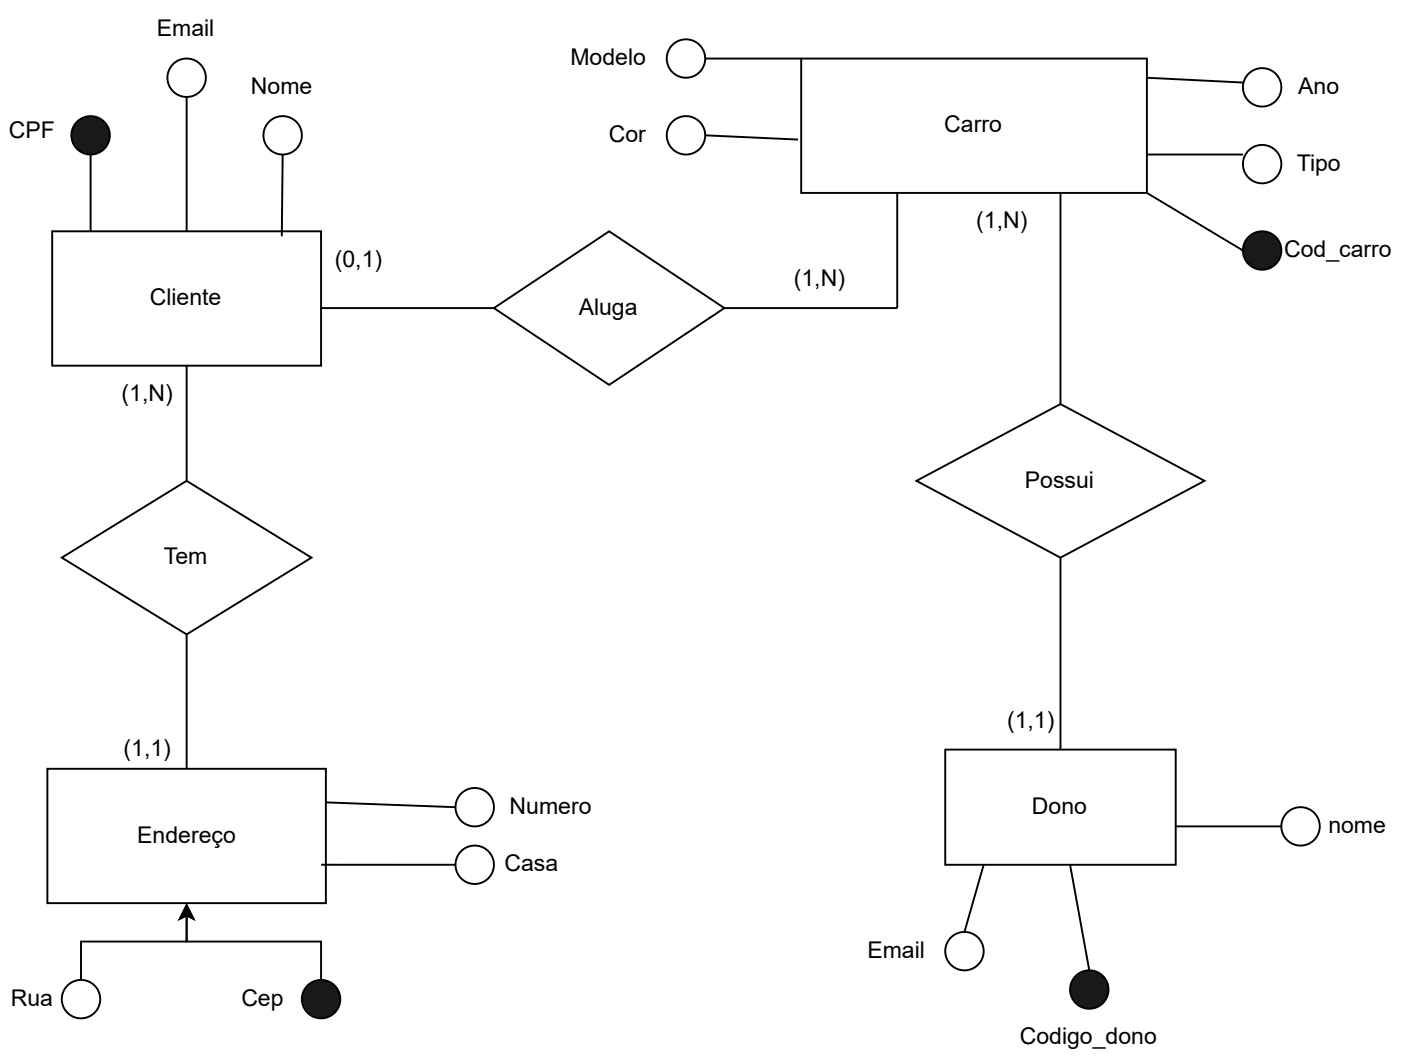 Email
Nome
CPF
Modelo
Cor
Carro
Ano
Tipo
Cod_carro
(1,N)
(0,1)
(1,N)
Cliente
Aluga
(1,N)
Tem
Possui
(1,1)
(1,1)
Endereço
Numero
Casa
Dono
nome
Rua
Cep
Email
Codigo_dono